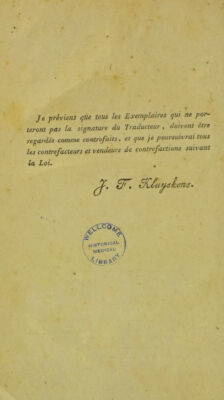 Je préviens que tous les Exemplaires qui ne por-
teront pas la signature du Traducteur, doivent être
regardés comme contrefaits, et que je poursuivrai tous
les contrefacteurs et vendeurs de contrefactions suivant
la Loi.
J. F. Kluyskens.
WELLCOME
HISTORICAL
MEDICAL
LIBRARY